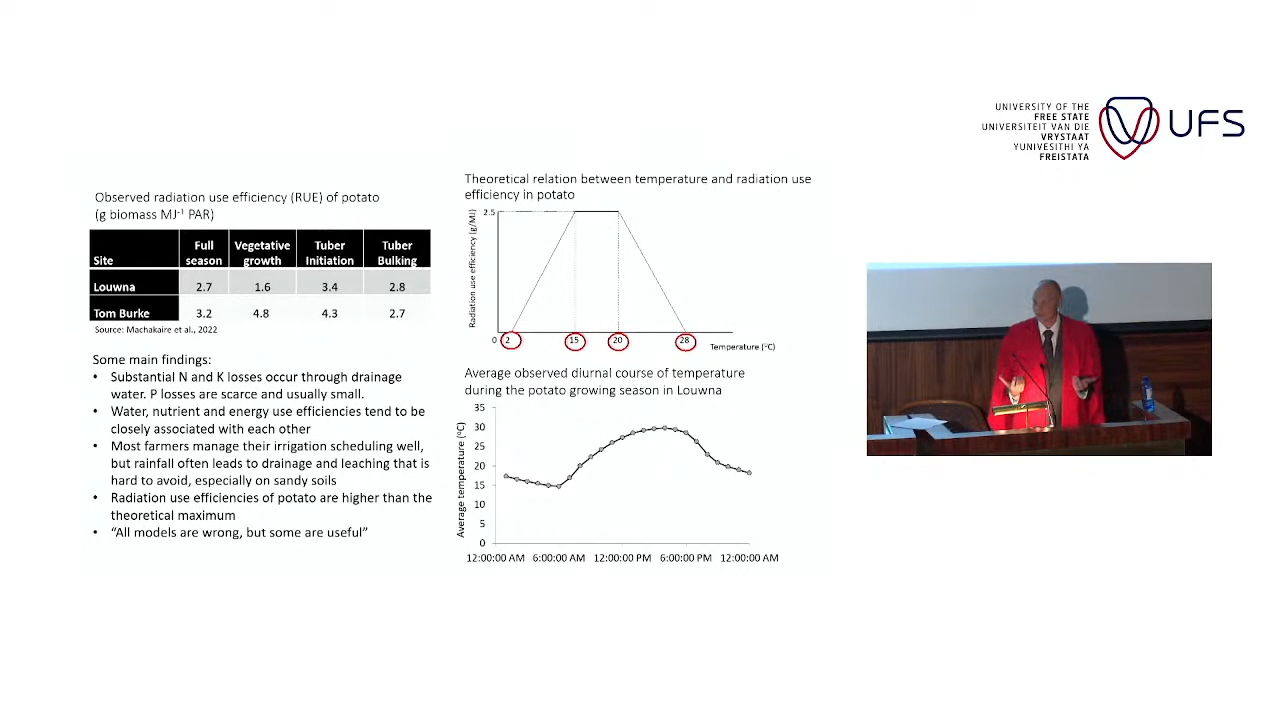 UNIVERSITY OF THE
FREE STATE
UNIVERSITEIT VAN DIE
VRYSTAAT
YUNIVESITHI YA
FREISTATA
UFS
Observed radiation use efficiency (RUE) of potato
(g biomass MJ⁻¹ PAR)
Site Full season Vegetative growth Tuber Initiation Tuber Bulking
Louwna 2.7 1.6 3.4 2.8
Tom Burke 3.2 4.8 4.3 2.7
Source: Machakaire et al., 2022
Some main findings:
• Substantial N and K losses occur through drainage
water. P losses are scarce and usually small.
• Water, nutrient and energy use efficiencies tend to be
closely associated with each other
• Most farmers manage their irrigation scheduling well,
but rainfall often leads to drainage and leaching that is
hard to avoid, especially on sandy soils
• Radiation use efficiencies of potato are higher than the
theoretical maximum
• “All models are wrong, but some are useful”
Theoretical relation between temperature and radiation use
efficiency in potato
Radiation use efficiency (g/MJ)
2.5
0 2 15 20 28
Temperature (°C)
Average observed diurnal course of temperature
during the potato growing season in Louwna
Average temperature (°C)
35
30
25
20
15
10
5
0
12:00:00 AM 6:00:00 AM 12:00:00 PM 6:00:00 PM 12:00:00 AM